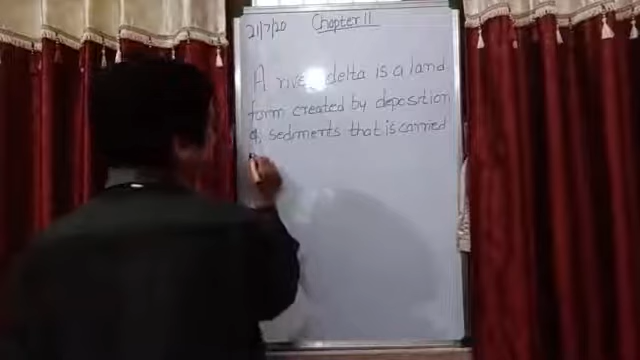 21/7/20 Chapter 11
A river delta is a land
form created by deposition
of sediments that is carried